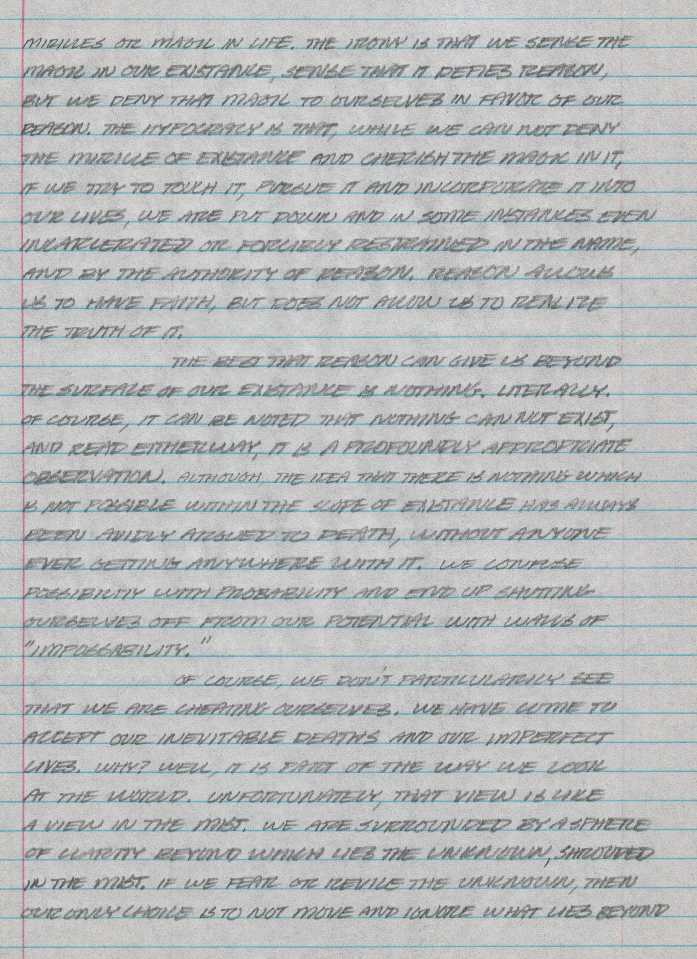 MIRICLES OR MAGIC IN LIFE. THE IRONY IS THAT WE SENSE THE
MAGIC IN OUR EXISTANCE, SENSE THAT IT DEFIES REASON,
BUT WE DENY THAT MAGIC TO OURSELVES IN FAVOR OF OUR
REASON. THE HYPOCRACY IS THAT, WHILE WE CAN NOT DENY
THE MIRICLE OF EXISTANCE AND CHERISH THE MAGIC IN IT,
IF WE TRY TO TOUCH IT, PURSUE IT AND INCORPORATE IT INTO
OUR LIVES, WE ARE PUT DOWN AND IN SOME INSTANCES EVEN
INCARCERATED OR FORCIBLY RESTRAINED IN THE NAME,
AND BY THE AUTHORITY OF REASON. REASON ALLOWS
US TO HAVE FAITH, BUT DOES NOT ALLOW US TO REALIZE
THE TRUTH OF IT.
THE BEST THAT REASON CAN GIVE US BEYOND
THE SURFACE OF OUR EXISTANCE IS NOTHING. LITERALLY.
OF COURSE, IT CAN BE NOTED THAT NOTHING CAN NOT EXIST,
AND READ EITHERWAY, IT IS A PROFOUNDLY APPROPRIATE
OBSERVATION. ALTHOUGH THE IDEA THAT THERE IS NOTHING WHICH
IS NOT POSSIBLE WITHIN THE SCOPE OF EXISTANCE HAS ALWAYS
BEEN AVIDLY ARGUED TO DEATH, WITHOUT ANYONE
EVER GETTING ANYWHERE WITH IT. WE CONFUSE
POSSIBILITY WITH PROBABILITY AND END UP SHUTTING
OURSELVES OFF FROM OUR POTENTIAL WITH WALLS OF
"IMPOSSABILITY."
OF COURSE, WE DON'T PARTICULARILY SEE
THAT WE ARE CHEATING OURSELVES. WE HAVE COME TO
ACCEPT OUR INEVITABLE DEATHS AND OUR IMPERFECT
LIVES. WHY? WELL, IT IS PART OF THE WAY WE LOOK
AT THE WORLD. UNFORTUNATELY, THAT VIEW IS LIKE
A VIEW IN THE MIST. WE ARE SURROUNDED BY A SPHERE
OF CLARITY BEYOND WHICH LIES THE UNKNOWN, SHROUDED
IN THE MIST. IF WE FEAR OR REVILE THE UNKNOWN, THEN
OUR ONLY CHOICE IS TO NOT MOVE AND IGNORE WHAT LIES BEYOND